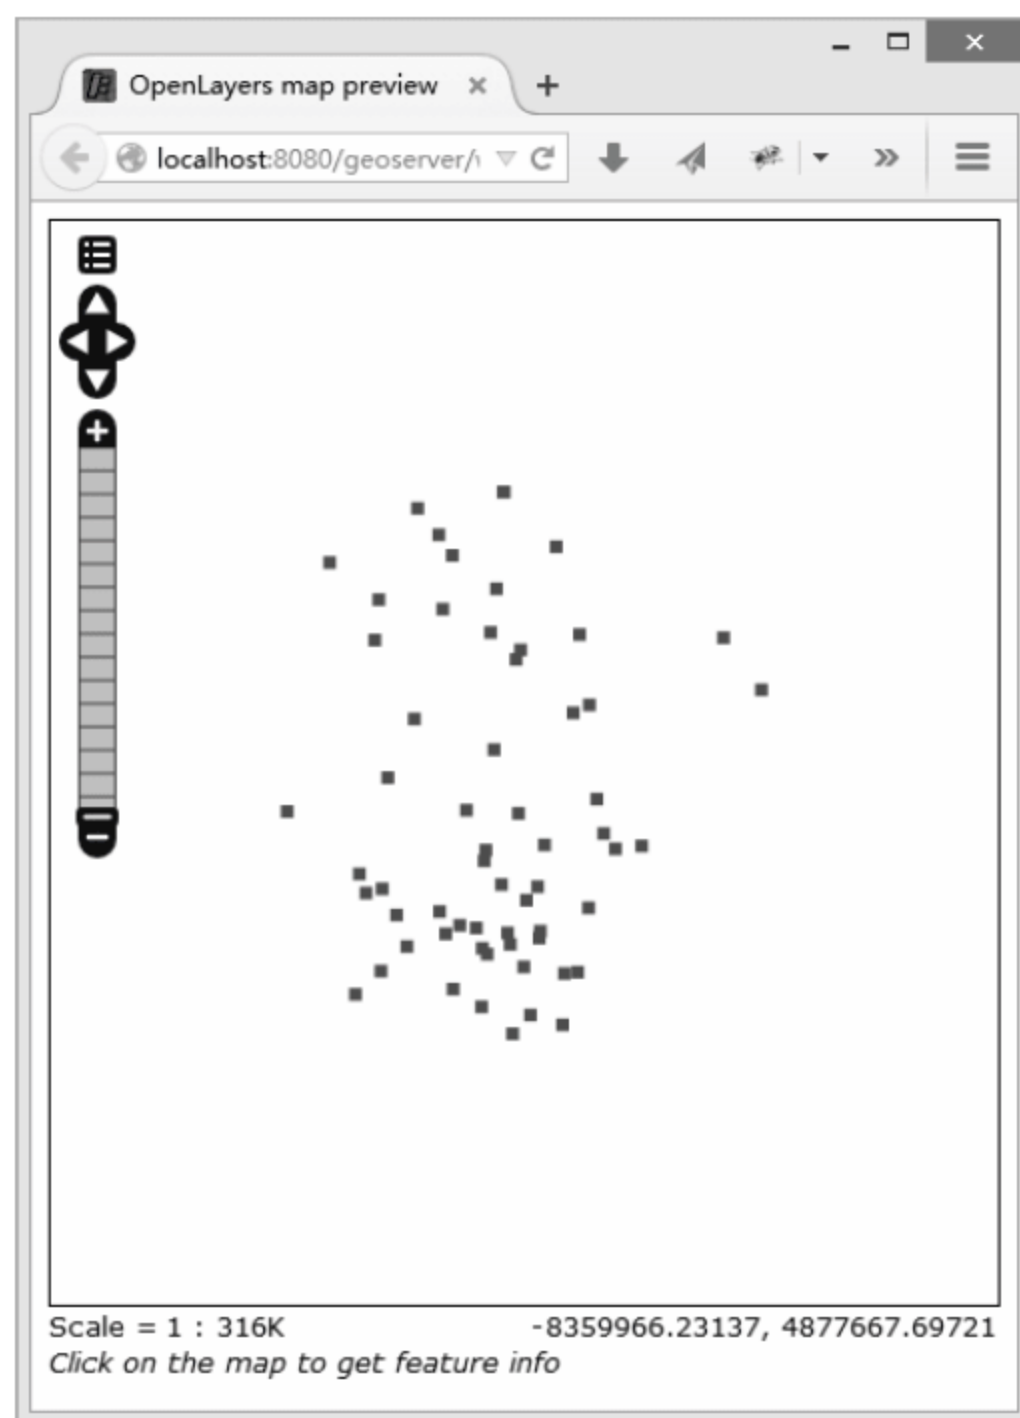 OpenLayers map preview
localhost:8080/geoserver/
Scale = 1 : 316K
-8359966.23137, 4877667.69721
Click on the map to get feature info